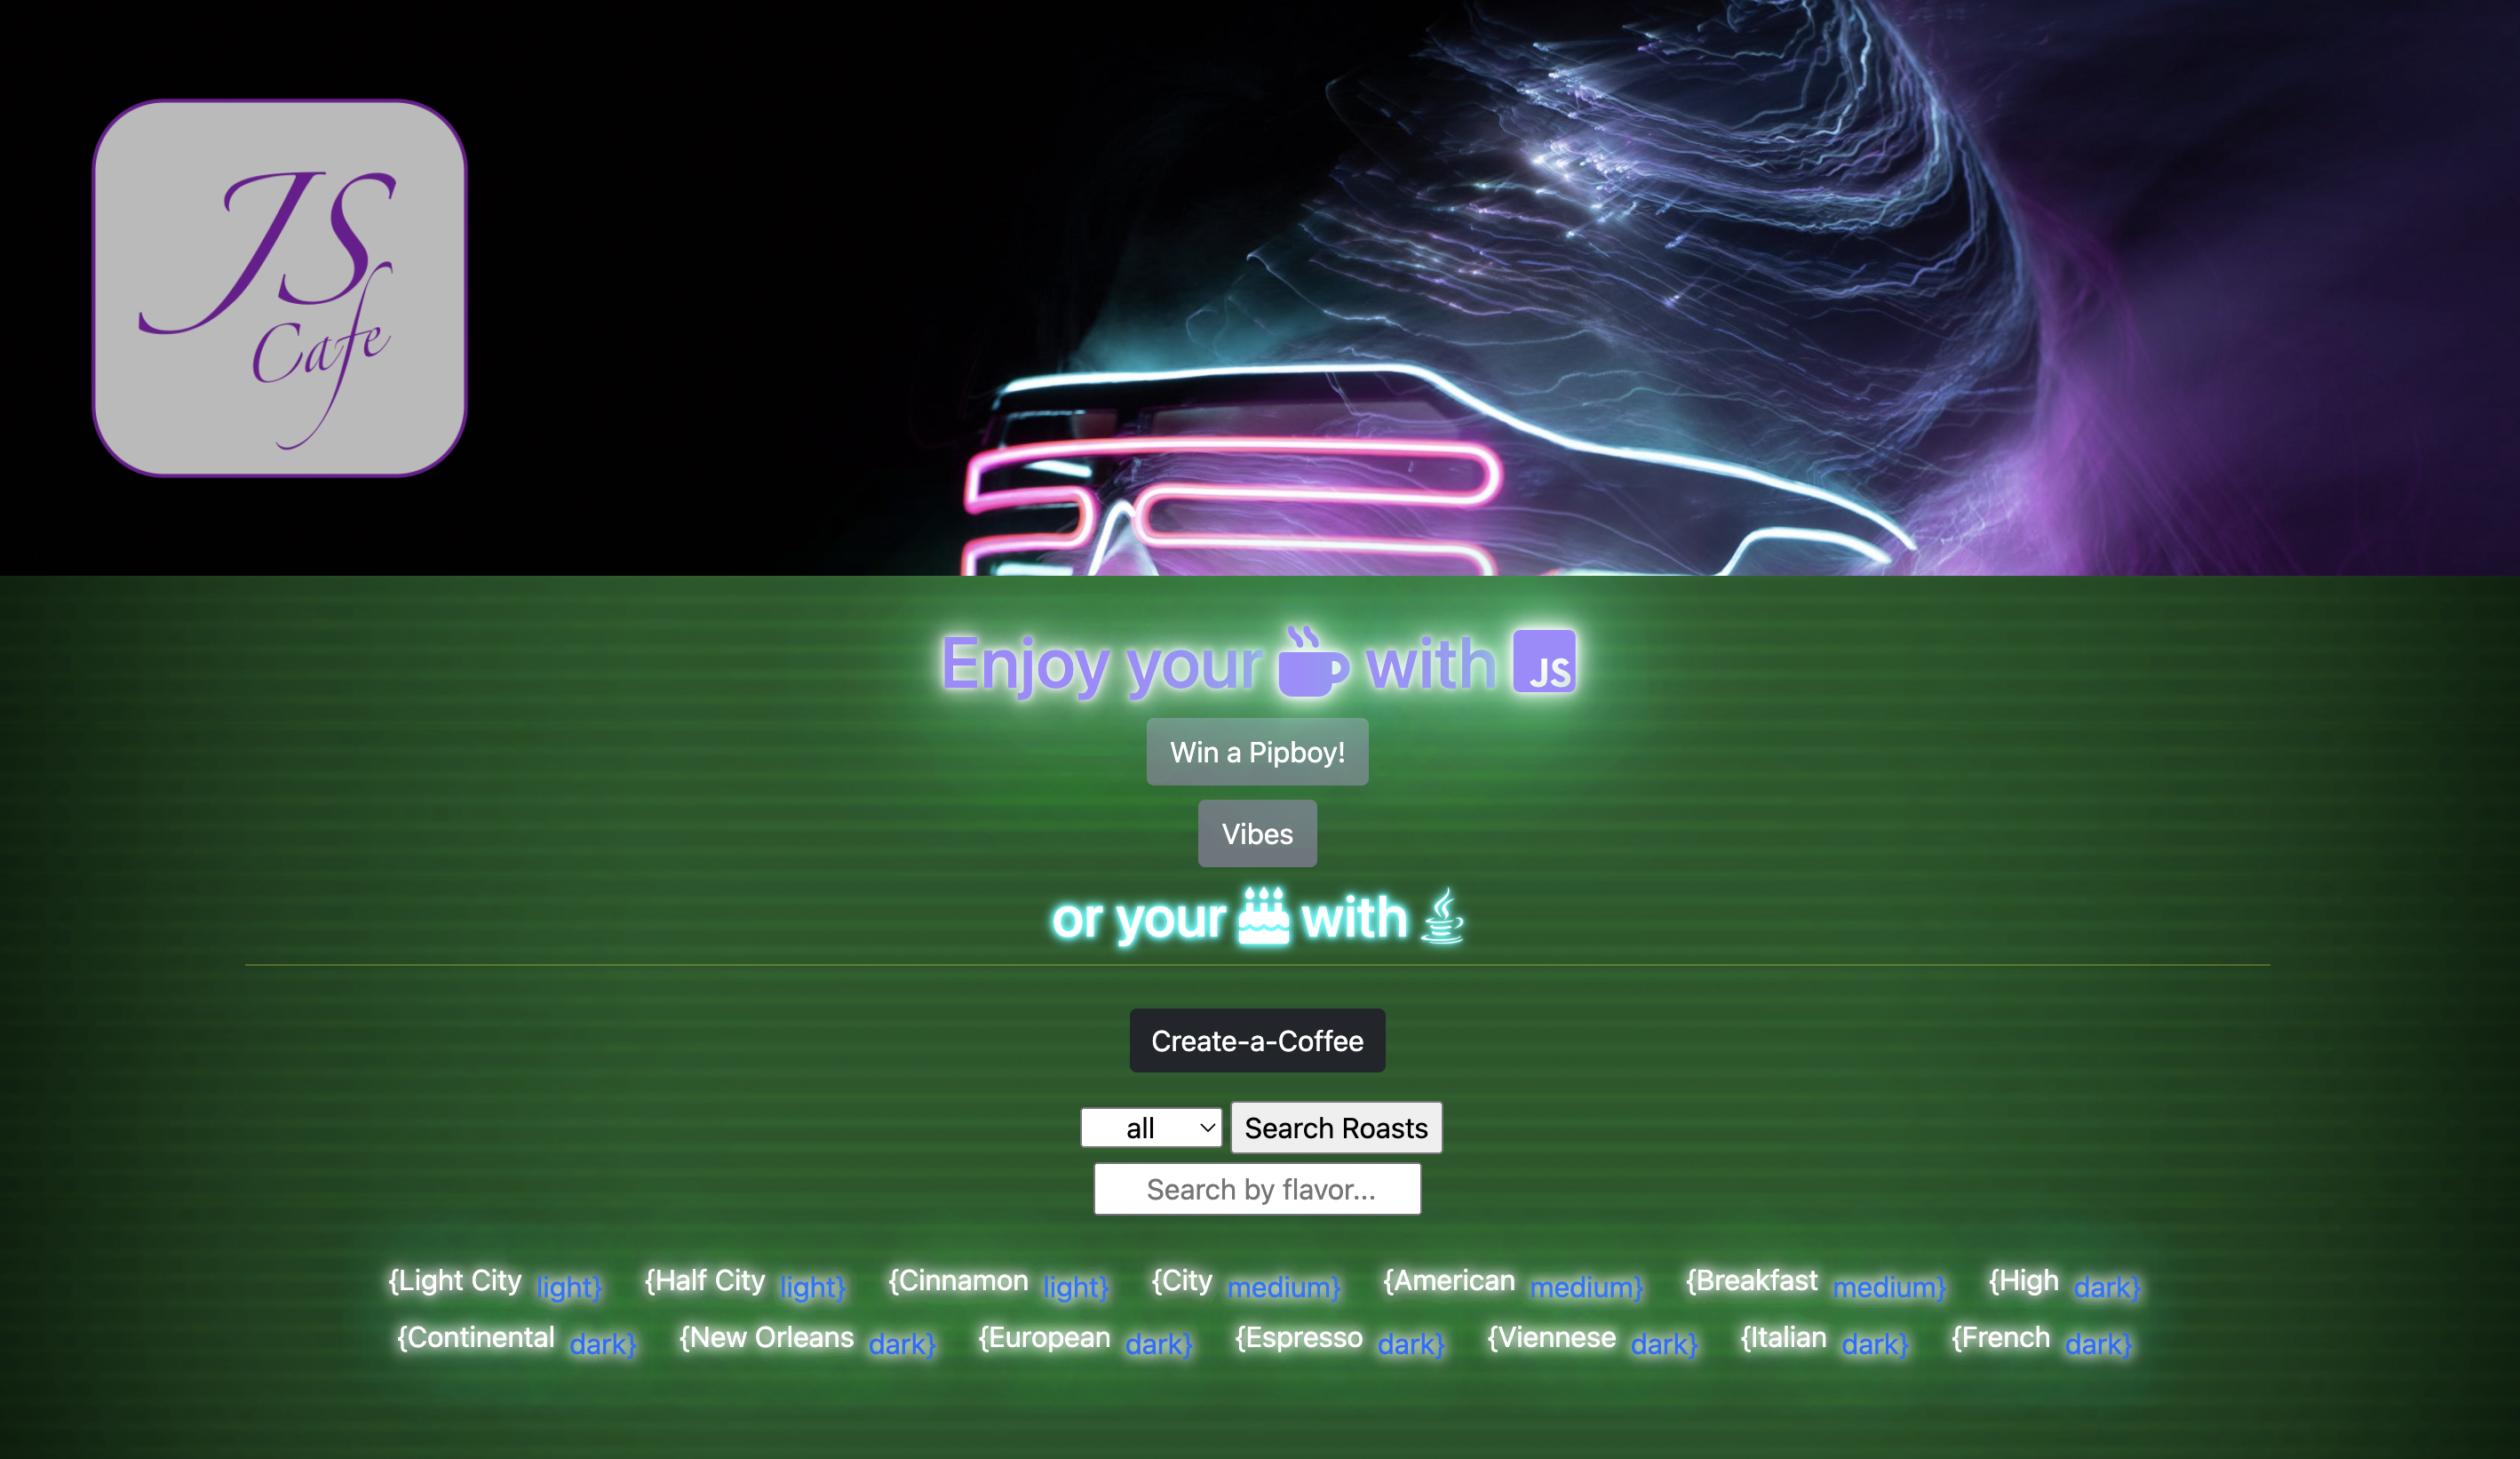 JS
Cafe
Enjoy your with JS
Win a Pipboy!
Vibes
or your with
Create-a-Coffee
all Search Roasts
Search by flavor...
{Light City light} {Half City light} {Cinnamon light} {City medium} {American medium} {Breakfast medium} {High dark}
{Continental dark} {New Orleans dark} {European dark} {Espresso dark} {Viennese dark} {Italian dark} {French dark}